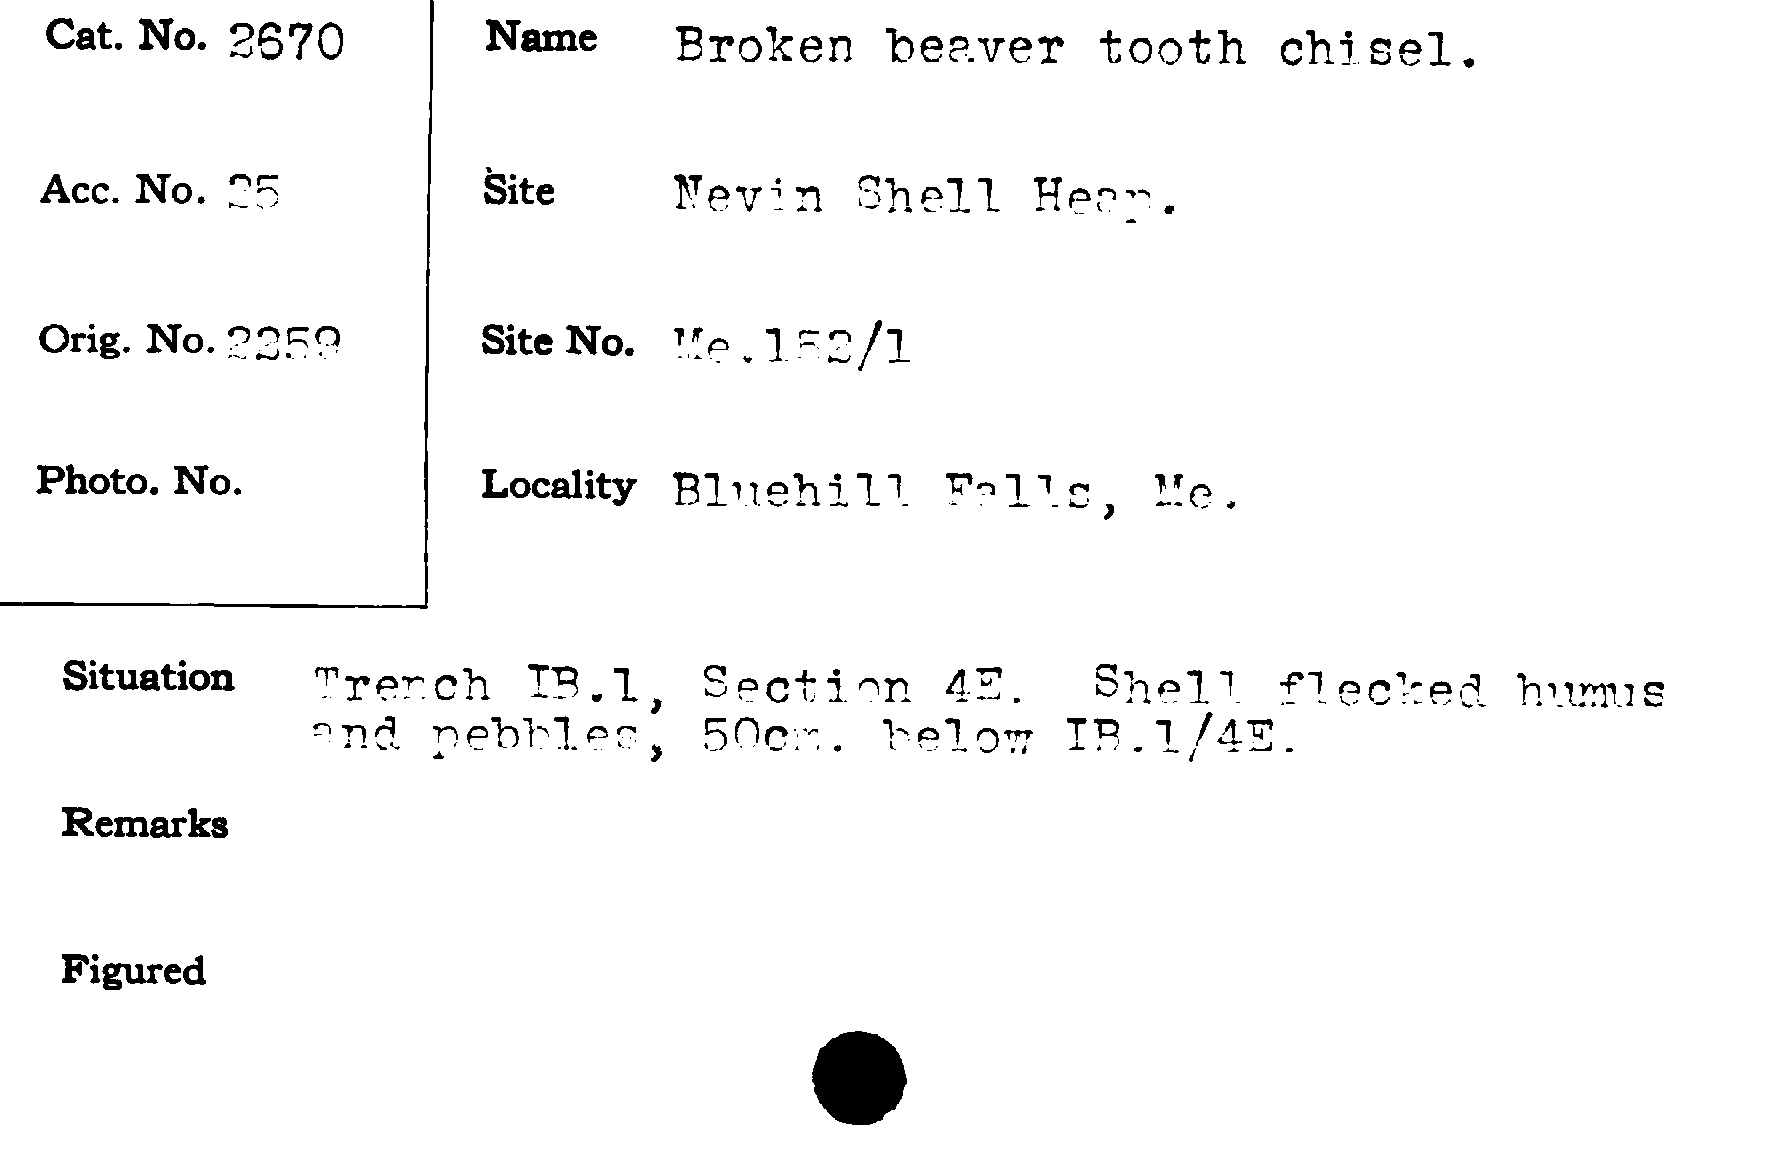 Cat. No. 2670
Name Broken beaver tooth chisel.
Acc. No. 25
Site Nevin Shell Heap.
Orig. No. 2259
Site No. Me.152/1
Photo. No.
Locality Bluehill Falls, Me.
Situation Trench IB.1, Section 4E. Shell flecked humus
and pebbles, 50cm. below IB.1/4E.
Remarks
Figured